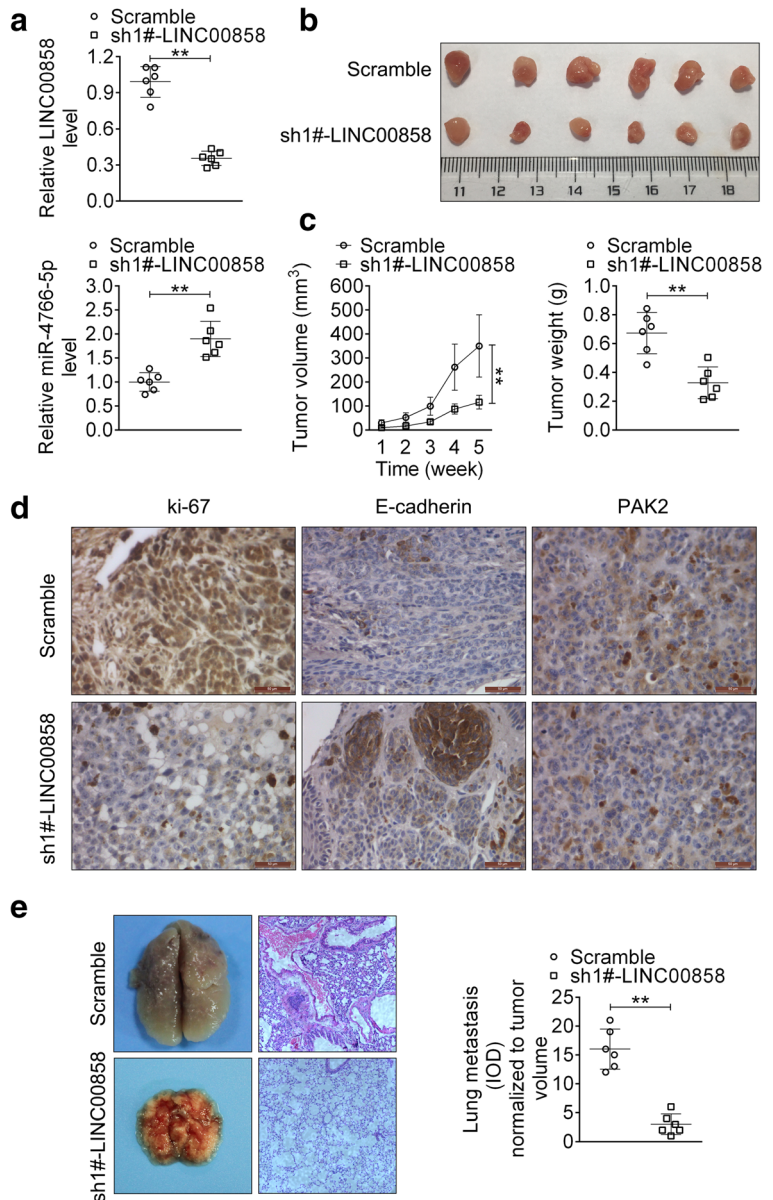 a
Scramble
sh1#-LINC00858
Relative LINC00858
level
1.2
0.9
0.6
0.3
0.0
**
Scramble
sh1#-LINC00858
Relative miR-4766-5p
level
3.0
2.5
2.0
1.5
1.0
0.5
0.0
**
b
Scramble
sh1#-LINC00858
11 12 13 14 15 16 17 18
c
Scramble
sh1#-LINC00858
Tumor volume (mm3)
600
500
400
300
200
100
0
**
1 2 3 4 5
Time (week)
Scramble
sh1#-LINC00858
Tumor weight (g)
1.0
0.8
0.6
0.4
0.2
0.0
**
d
ki-67 E-cadherin PAK2
Scramble
sh1#-LINC00858
e
Scramble
sh1#-LINC00858
Scramble
sh1#-LINC00858
Lung metastasis
(IOD)
normalized to tumor
volume
25
20
15
10
5
0
**